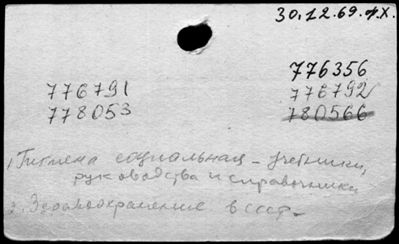 30.12.69.
776356
776791 776792
778053 780566
1. Гигиена социальная - учебники,
руководства и справочники
2. Здравоохранение в СССР.